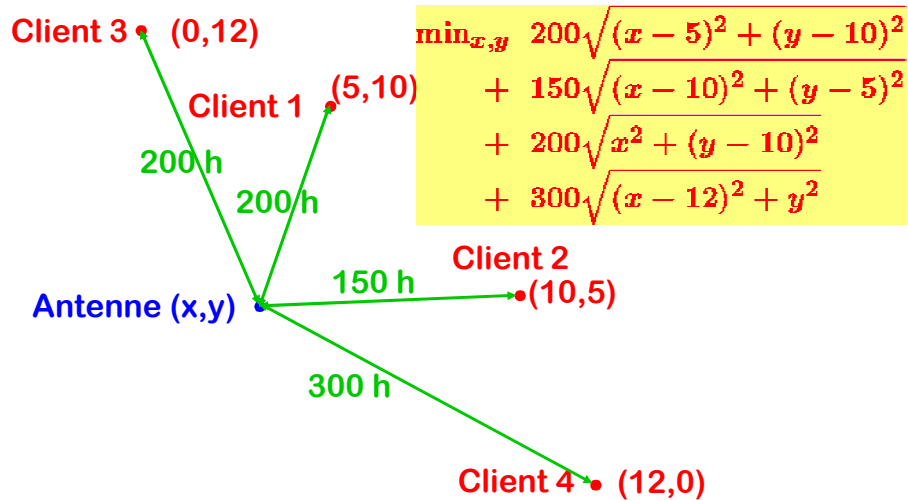 Client 3 (0,12)
min_{x,y} 200√((x − 5)² + (y − 10)²)
+ 150√((x − 10)² + (y − 5)²)
+ 200√(x² + (y − 10)²)
+ 300√((x − 12)² + y²)
Client 1 (5,10)
200 h
200 h
Client 2
150 h
(10,5)
Antenne (x,y)
300 h
Client 4 (12,0)